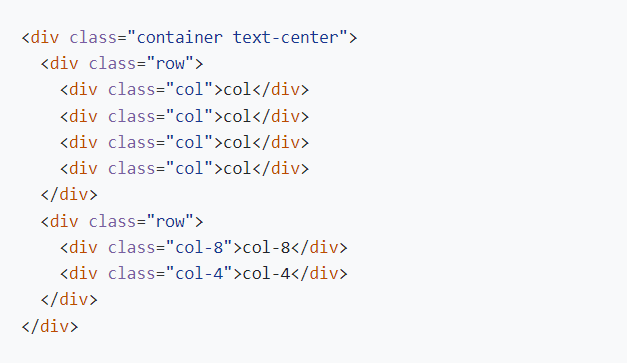 <div class="container text-center">
  <div class="row">
    <div class="col">col</div>
    <div class="col">col</div>
    <div class="col">col</div>
    <div class="col">col</div>
  </div>
  <div class="row">
    <div class="col-8">col-8</div>
    <div class="col-4">col-4</div>
  </div>
</div>